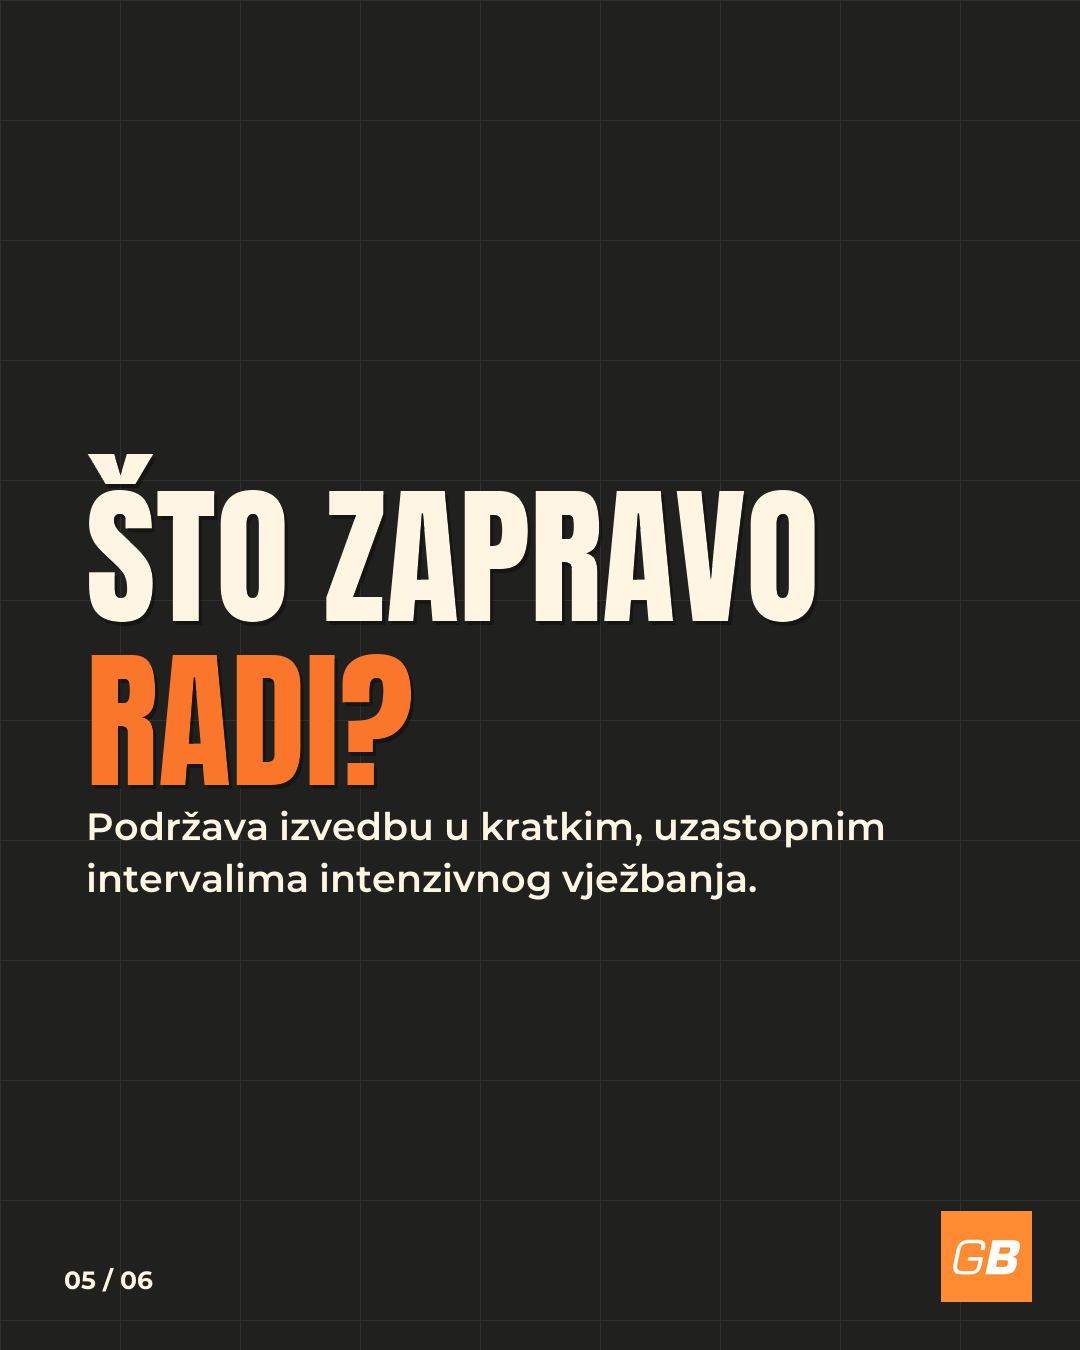 ŠTO ZAPRAVO
RADI?
Podržava izvedbu u kratkim, uzastopnim
intervalima intenzivnog vježbanja.
05 / 06
GB